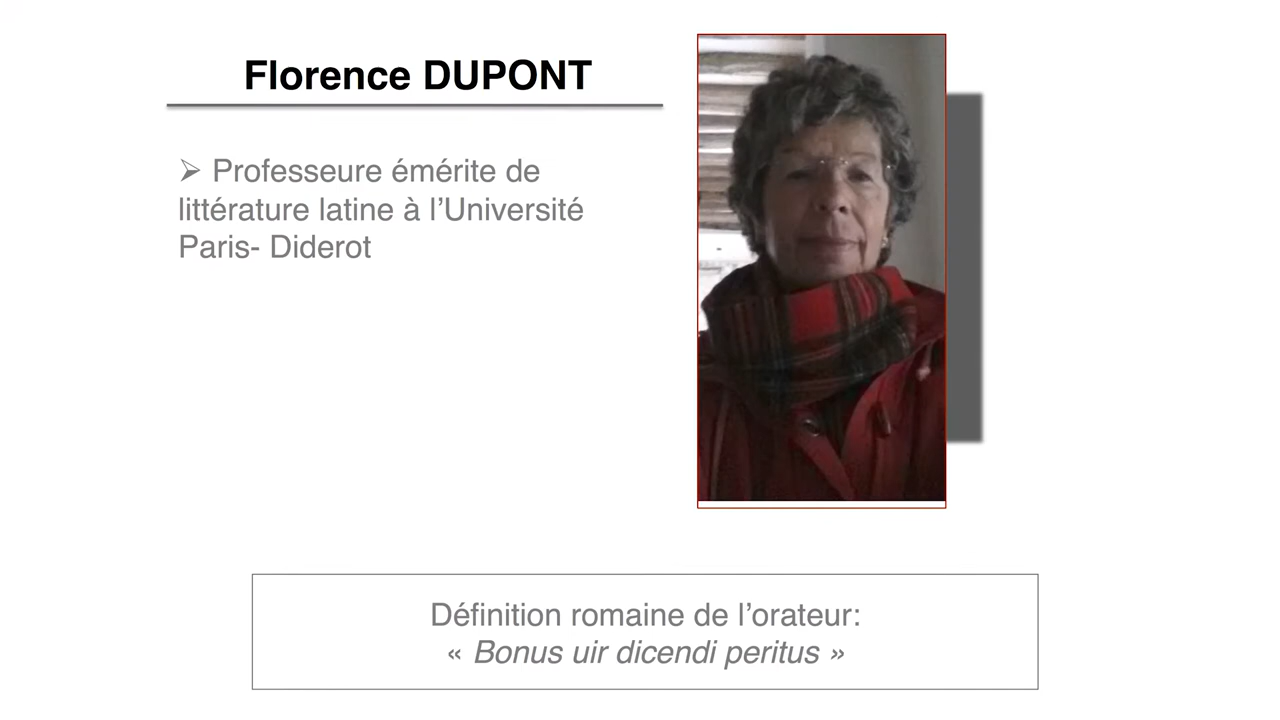 Florence DUPONT
➢ Professeure émérite de
littérature latine à l’Université
Paris- Diderot
Définition romaine de l’orateur:
« Bonus uir dicendi peritus »